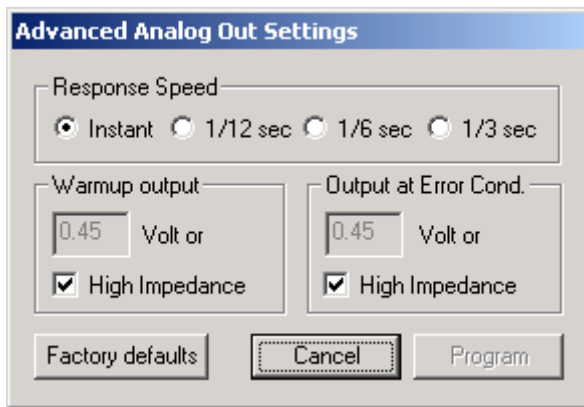 Advanced Analog Out Settings
Response Speed
Instant 1/12 sec 1/6 sec 1/3 sec
Warmup output
0.45 Volt or
High Impedance
Output at Error Cond.
0.45 Volt or
High Impedance
Factory defaults Cancel Program